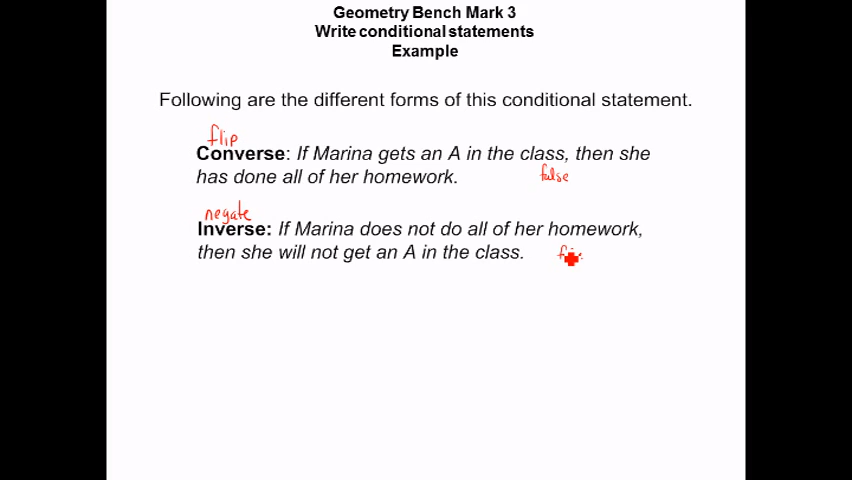 Geometry Bench Mark 3
Write conditional statements
Example
Following are the different forms of this conditional statement.
flip
Converse: If Marina gets an A in the class, then she
has done all of her homework.
false
negate
Inverse: If Marina does not do all of her homework,
then she will not get an A in the class.